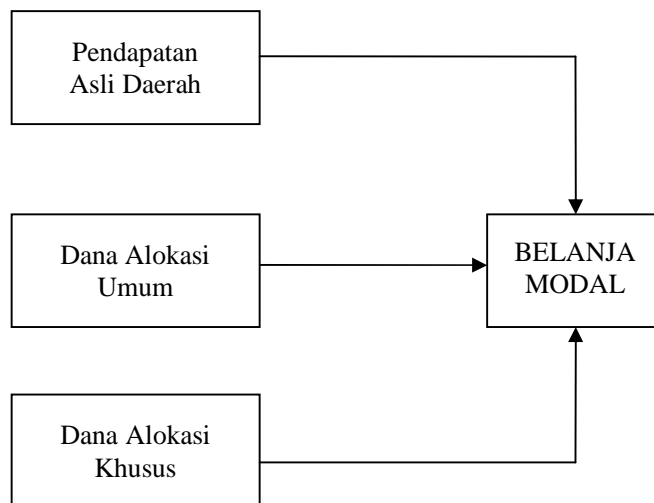 Pendapatan
Asli Daerah
Dana Alokasi
Umum
BELANJA
MODAL
Dana Alokasi
Khusus